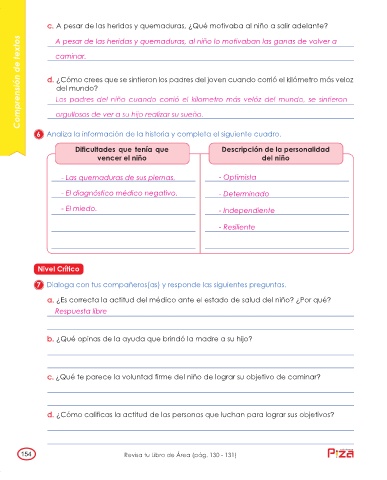 Comprensión de textos
c. A pesar de las heridas y quemaduras, ¿Qué motivaba al niño a salir adelante?
A pesar de las heridas y quemaduras, al niño lo motivaban las ganas de volver a
caminar.
d. ¿Cómo crees que se sintieron los padres del joven cuando corrió el kilómetro más veloz
del mundo?
Los padres del niño cuando corrió el kilometro más velóz del mundo, se sintieron
orgullosos de ver a su hijo realizar su sueño.
6 Analiza la información de la historia y completa el siguiente cuadro.
Dificultades que tenía que
vencer el niño
Descripción de la personalidad
del niño
- Las quemaduras de sus piernas.
- El diagnóstico médico negativo.
- El miedo.
- Optimista
- Determinado
- Independiente
- Resiliente
Nivel Crítico
7 Dialoga con tus compañeros(as) y responde las siguientes preguntas.
a. ¿Es correcta la actitud del médico ante el estado de salud del niño? ¿Por qué?
Respuesta libre
b. ¿Qué opinas de la ayuda que brindó la madre a su hijo?
c. ¿Qué te parece la voluntad firme del niño de lograr su objetivo de caminar?
d. ¿Cómo calificas la actitud de las personas que luchan para lograr sus objetivos?
154
Revisa tu Libro de Área (pág. 130 - 131)
Pza